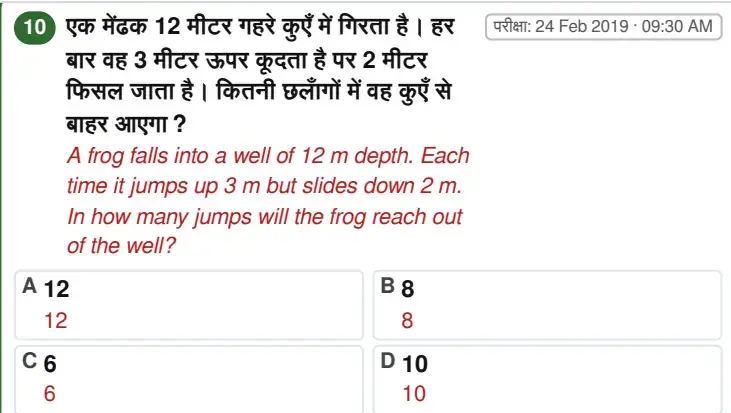 10 एक मेंढक 12 मीटर गहरे कुएँ में गिरता है। हर
परीक्षा: 24 Feb 2019 · 09:30 AM
बार वह 3 मीटर ऊपर कूदता है पर 2 मीटर
फिसल जाता है। कितनी छलाँगों में वह कुएँ से
बाहर आएगा ?
A frog falls into a well of 12 m depth. Each
time it jumps up 3 m but slides down 2 m.
In how many jumps will the frog reach out
of the well?
A 12
12
B 8
8
C 6
6
D 10
10